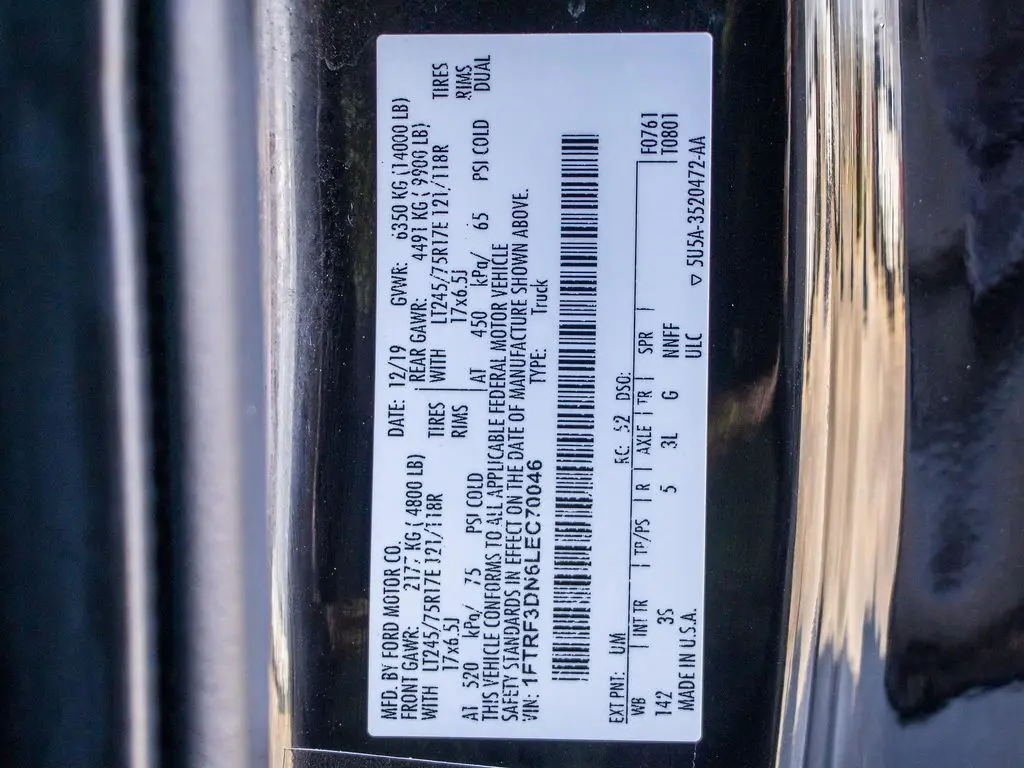 MFD. BY FORD MOTOR CO.
DATE: 12/19 GVWR: 6350 KG (14000 LB)
FRONT GAWR: 2177 KG ( 4800 LB)
REAR GAWR: 4491 KG ( 9900 LB)
WITH LT245/75R17E 121/118R TIRES
WITH LT245/75R17E 121/118R TIRES
17x6.5J RIMS
17x6.5J RIMS
AT 520 kPa/ 75 PSI COLD
AT 450 kPa/ 65 PSI COLD DUAL
THIS VEHICLE CONFORMS TO ALL APPLICABLE FEDERAL MOTOR VEHICLE
SAFETY STANDARDS IN EFFECT ON THE DATE OF MANUFACTURE SHOWN ABOVE.
VIN: 1FTRF3DN6LEC70046 TYPE: Truck
EXT PNT: UM RC: 52 DSO:
WB INT TR TP/PS R AXLE TR SPR F0761
T0801
142 3S 5 3L G NNFF
MADE IN U.S.A. ULC
▽ 5U5A-3520472-AA